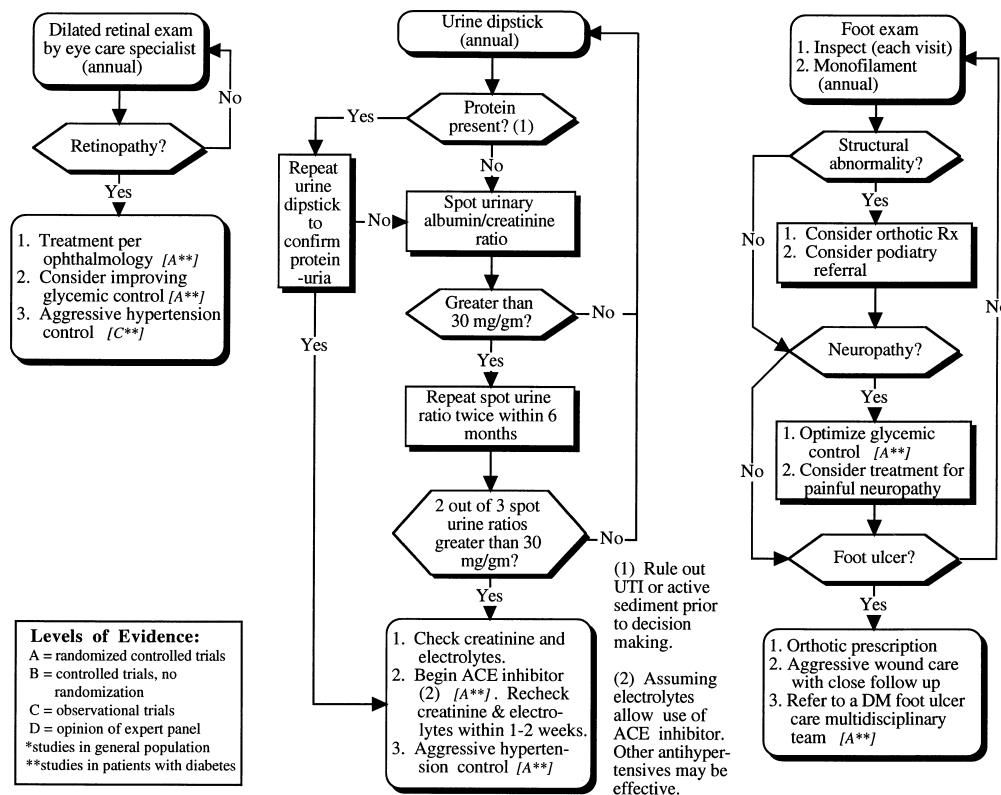 Dilated retinal exam
by eye care specialist
(annual)
No
Retinopathy?
Yes
1. Treatment per
ophthalmology [A**]
2. Consider improving
glycemic control [A**]
3. Aggressive hypertension
control [C**]
Levels of Evidence:
A = randomized controlled trials
B = controlled trials, no
randomization
C = observational trials
D = opinion of expert panel
*studies in general population
**studies in patients with diabetes
Urine dipstick
(annual)
Protein
present? (1)
Yes
No
Repeat
urine
dipstick
to
confirm
protein
-uria
No
Yes
Spot urinary
albumin/creatinine
ratio
Greater than
30 mg/gm?
No
Yes
Repeat spot urine
ratio twice within 6
months
2 out of 3 spot
urine ratios
greater than 30
mg/gm?
No
Yes
1. Check creatinine and
electrolytes.
2. Begin ACE inhibitor
(2) [A**]. Recheck
creatinine & electro-
lytes within 1-2 weeks.
3. Aggressive hyperten-
sion control [A**]
(1) Rule out
UTI or active
sediment prior
to decision
making.
(2) Assuming
electrolytes
allow use of
ACE inhibitor.
Other antihyper-
tensives may be
effective.
Foot exam
1. Inspect (each visit)
2. Monofilament
(annual)
Structural
abnormality?
Yes
No
1. Consider orthotic Rx
2. Consider podiatry
referral
No
Neuropathy?
Yes
1. Optimize glycemic
control [A**]
2. Consider treatment for
painful neuropathy
No
Foot ulcer?
Yes
1. Orthotic prescription
2. Aggressive wound care
with close follow up
3. Refer to a DM foot ulcer
care multidisciplinary
team [A**]